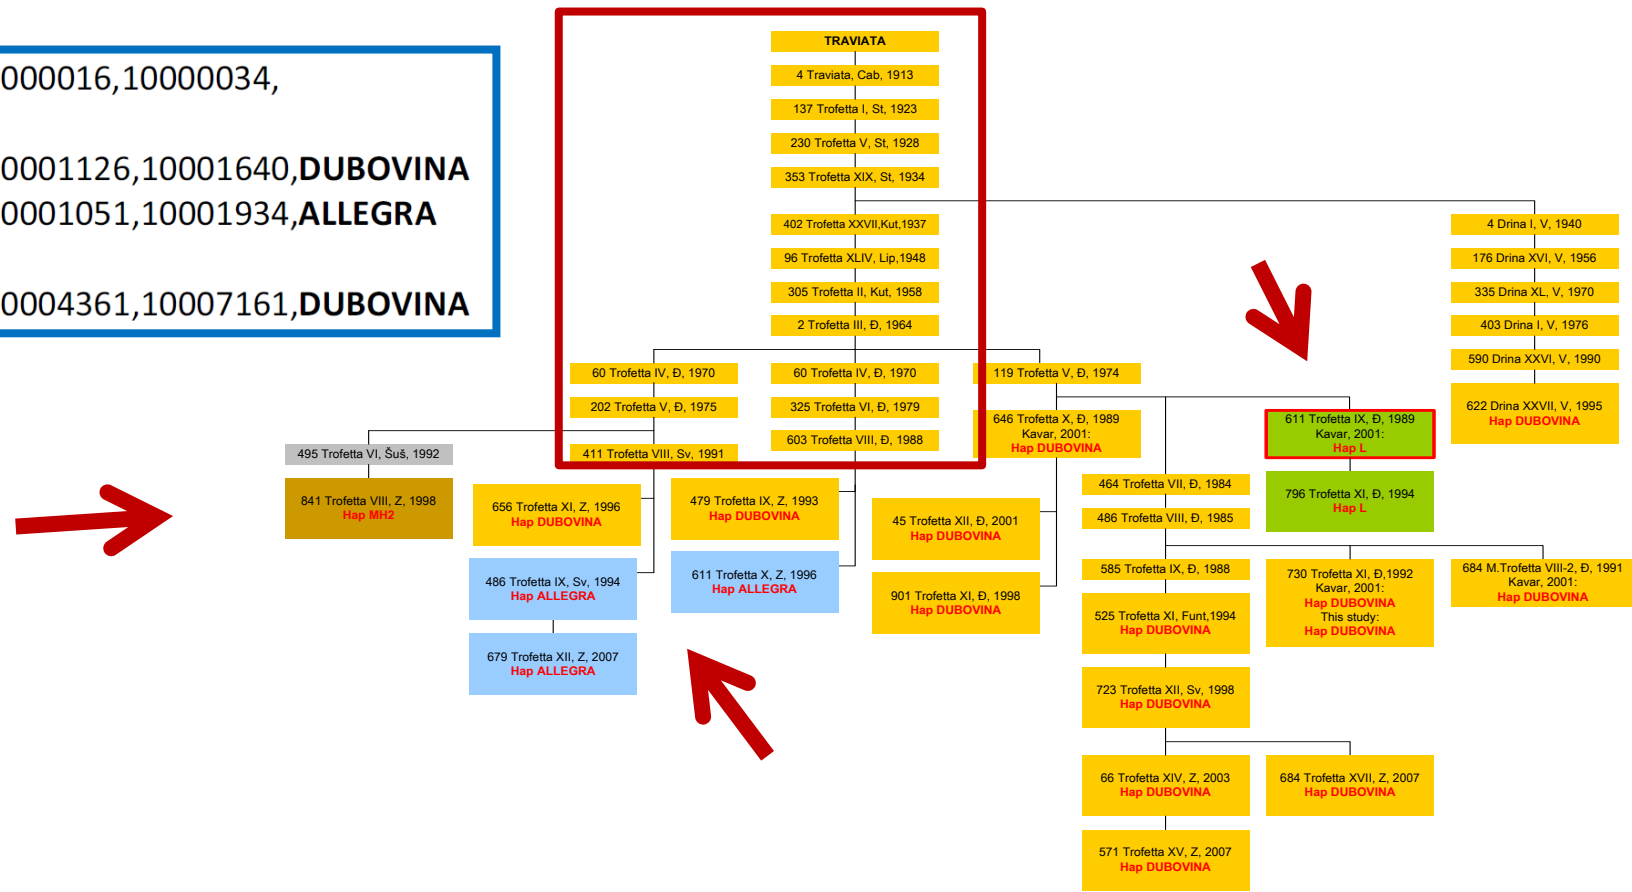 000016,10000034,
0001126,10001640,DUBOVINA
0001051,10001934,ALLEGRA
0004361,10007161,DUBOVINA
TRAVIATA
4 Traviata, Cab, 1913
137 Trofetta I, St, 1923
230 Trofetta V, St, 1928
353 Trofetta XIX, St, 1934
402 Trofetta XXVII,Kut,1937
96 Trofetta XLIV, Lip,1948
305 Trofetta II, Kut, 1958
2 Trofetta III, Đ, 1964
4 Drina I, V, 1940
176 Drina XVI, V, 1956
335 Drina XL, V, 1970
403 Drina I, V, 1976
590 Drina XXVI, V, 1990
622 Drina XXVII, V, 1995
Hap DUBOVINA
60 Trofetta IV, Đ, 1970
202 Trofetta V, Đ, 1975
411 Trofetta VIII, Sv, 1991
60 Trofetta IV, Đ, 1970
325 Trofetta VI, Đ, 1979
603 Trofetta VIII, Đ, 1988
119 Trofetta V, Đ, 1974
646 Trofetta X, Đ, 1989
Kavar, 2001:
Hap DUBOVINA
611 Trofetta IX, Đ, 1989
Kavar, 2001:
Hap L
796 Trofetta XI, Đ, 1994
Hap L
495 Trofetta VI, Šuš, 1992
841 Trofetta VIII, Z, 1998
Hap MH2
656 Trofetta XI, Z, 1996
Hap DUBOVINA
486 Trofetta IX, Sv, 1994
Hap ALLEGRA
679 Trofetta XII, Z, 2007
Hap ALLEGRA
479 Trofetta IX, Z, 1993
Hap DUBOVINA
611 Trofetta X, Z, 1996
Hap ALLEGRA
45 Trofetta XII, Đ, 2001
Hap DUBOVINA
901 Trofetta XI, Đ, 1998
Hap DUBOVINA
464 Trofetta VII, Đ, 1984
486 Trofetta VIII, Đ, 1985
585 Trofetta IX, Đ, 1988
525 Trofetta XI, Funt,1994
Hap DUBOVINA
723 Trofetta XII, Sv, 1998
Hap DUBOVINA
66 Trofetta XIV, Z, 2003
Hap DUBOVINA
571 Trofetta XV, Z, 2007
Hap DUBOVINA
730 Trofetta XI, Đ,1992
Kavar, 2001:
Hap DUBOVINA
This study:
Hap DUBOVINA
684 M.Trofetta VIII-2, Đ, 1991
Kavar, 2001:
Hap DUBOVINA
684 Trofetta XVII, Z, 2007
Hap DUBOVINA